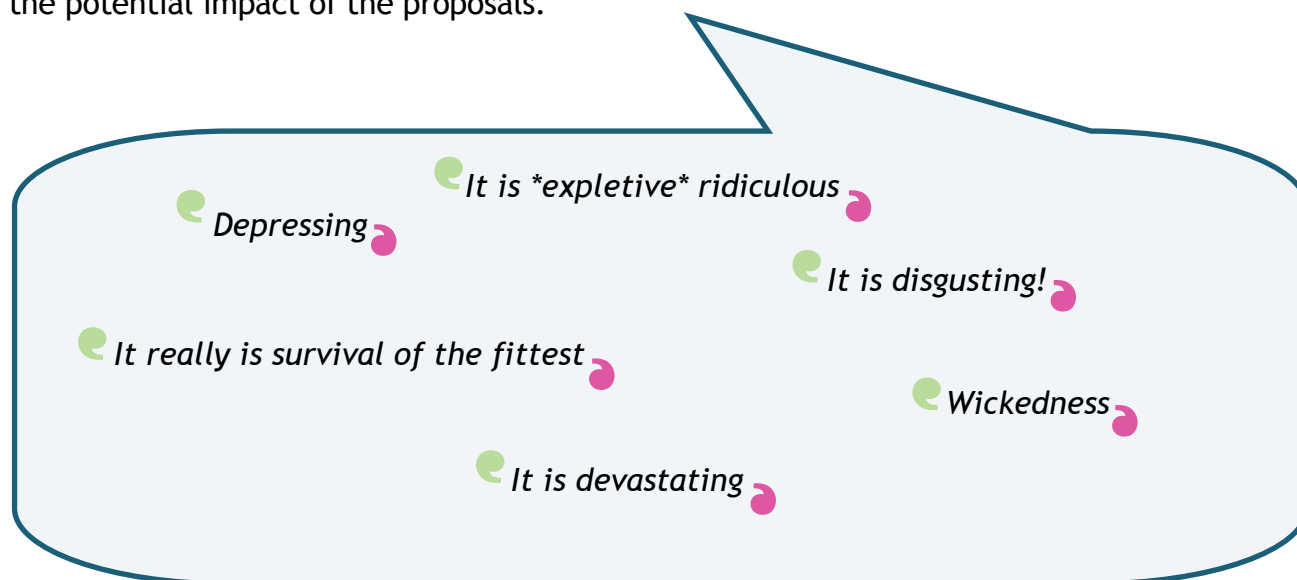 the potential impact of the proposals.
❛It is *expletive* ridiculous❜
❛Depressing❜
❛It is disgusting!❜
❛It really is survival of the fittest❜
❛Wickedness❜
❛It is devastating❜